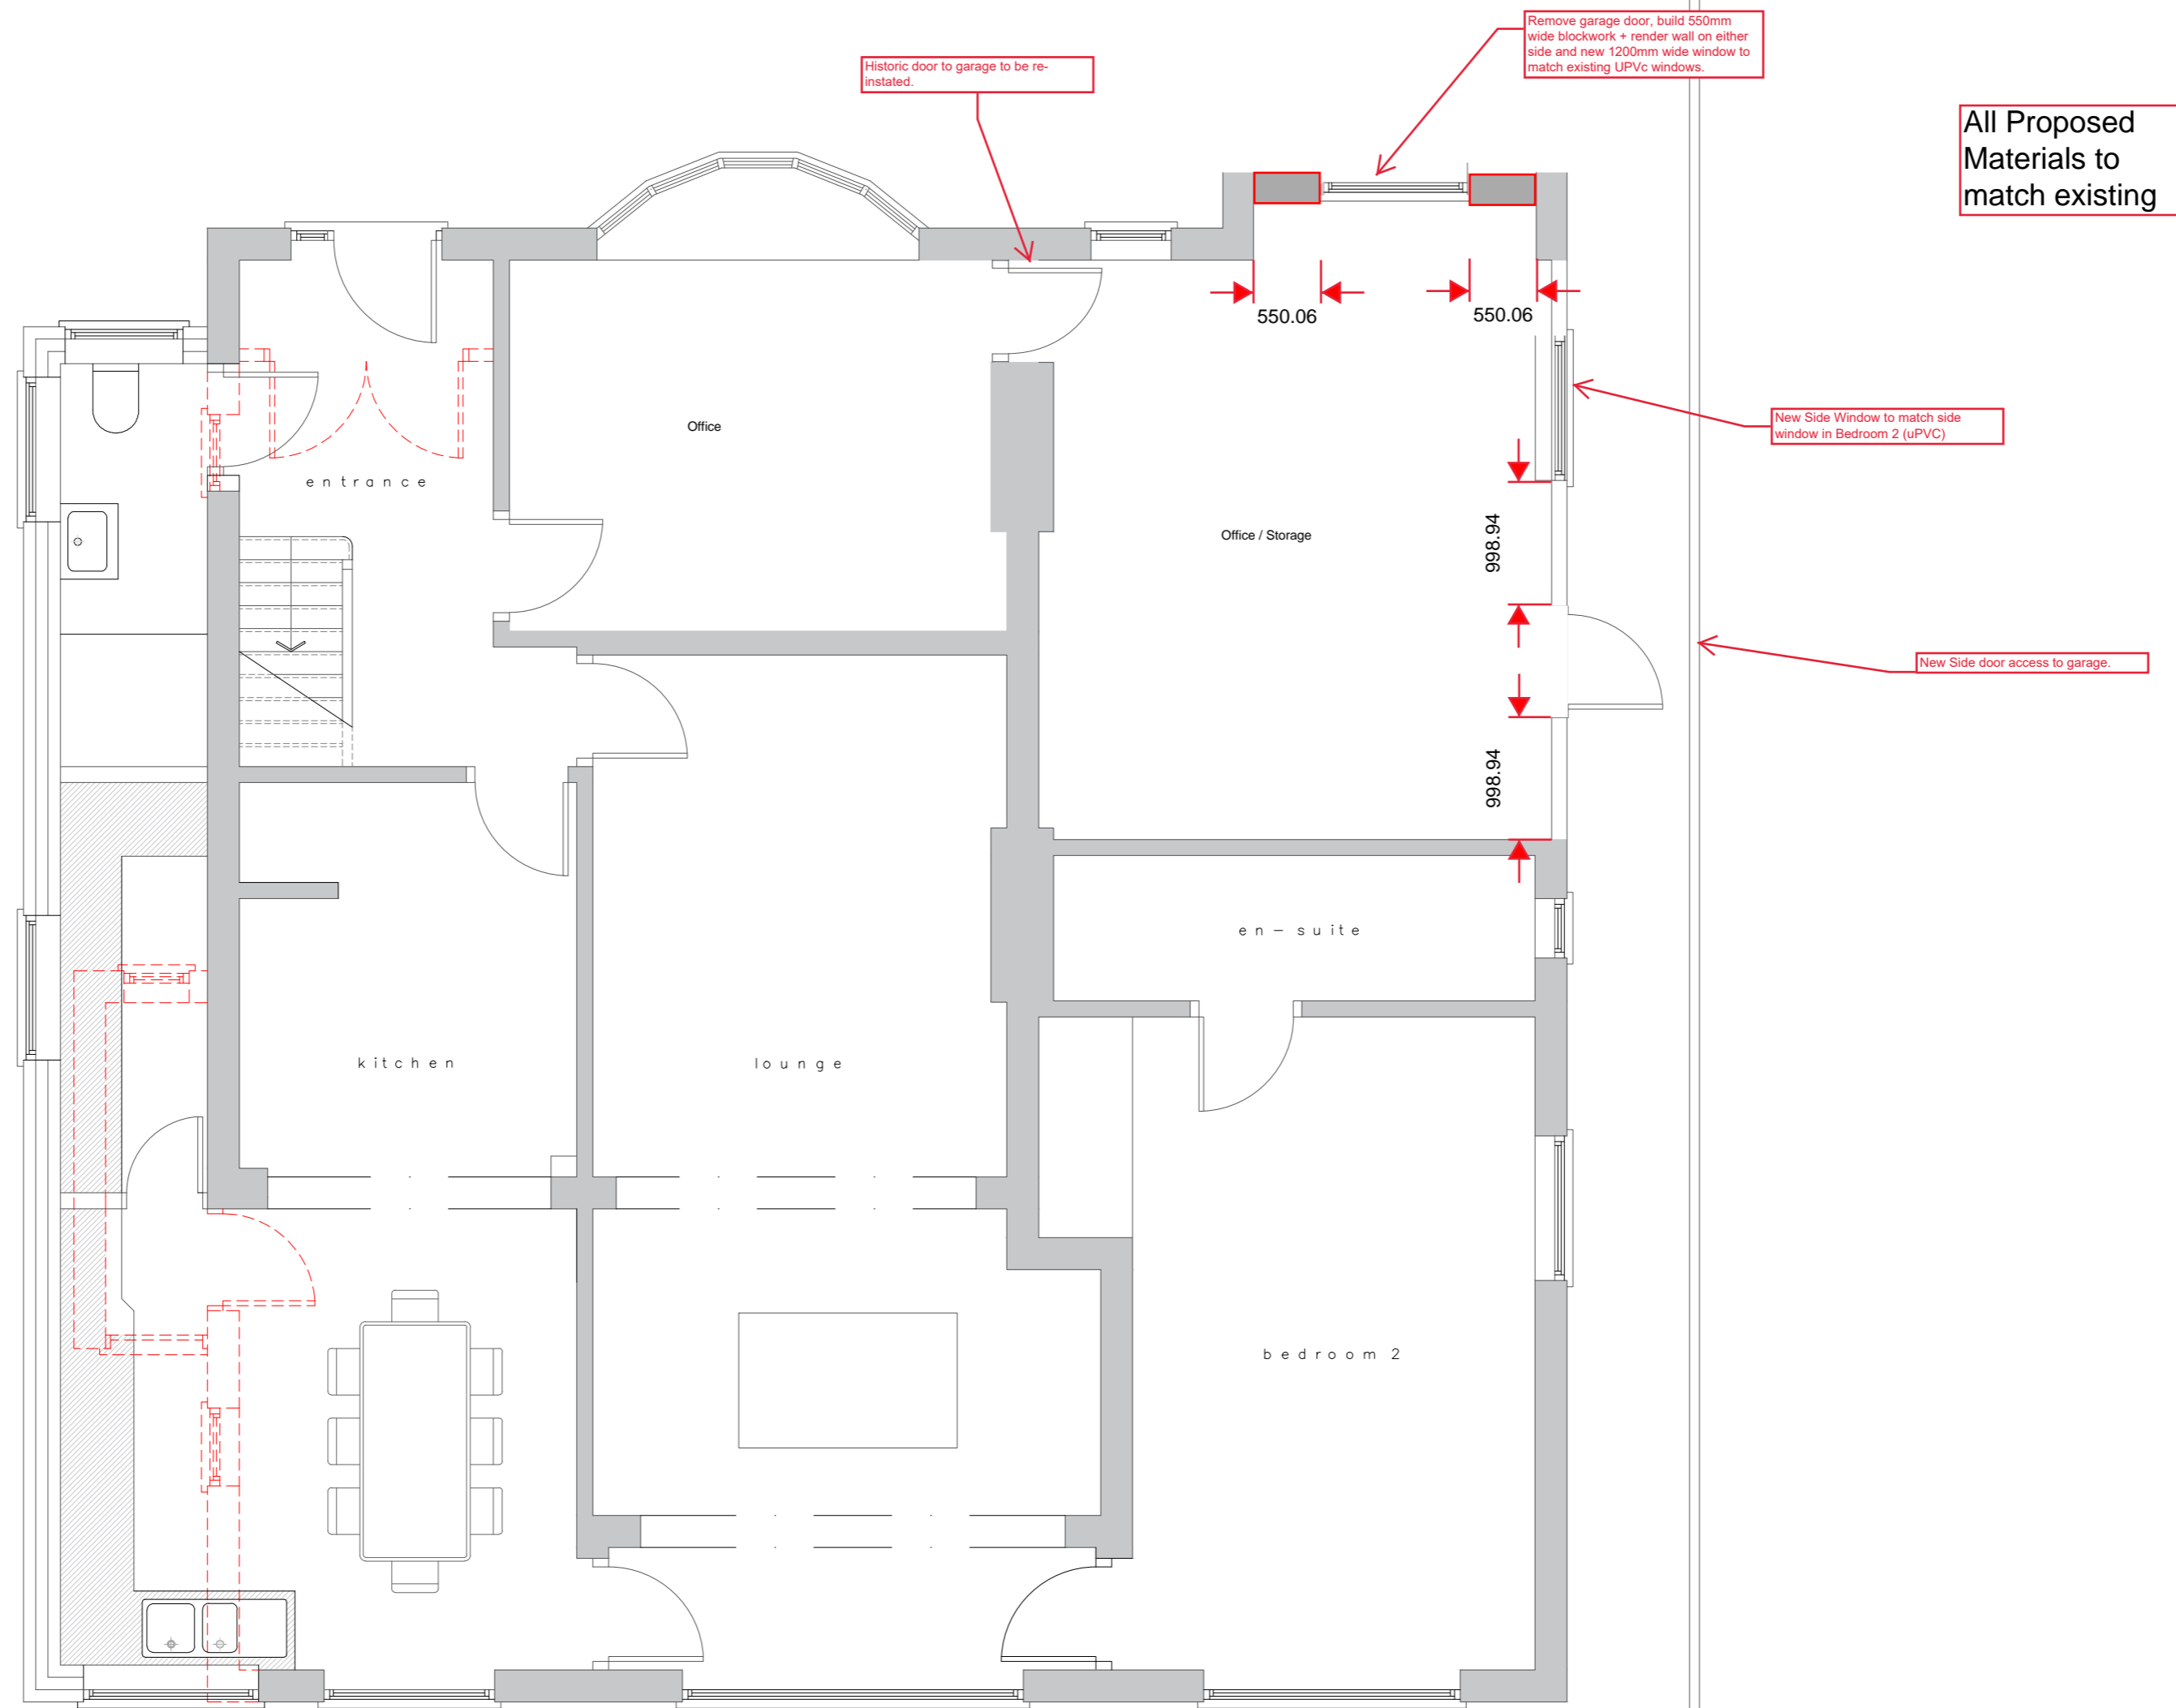 Remove garage door, build 550mm
wide blockwork + render wall on either
side and new 1200mm wide window to
match existing UPVc windows.
Historic door to garage to be re-
instated.
All Proposed
Materials to
match existing
550.06
550.06
Office
New Side Window to match side
window in Bedroom 2 (uPVC)
entrance
998.94
Office / Storage
New Side door access to garage.
998.94
en-suite
kitchen
lounge
bedroom 2